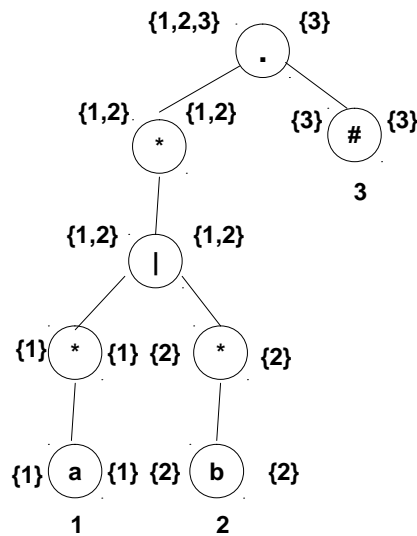 {1,2,3} {3}
.
{1,2} {1,2} {3} {3}
* #
3
{1,2} {1,2}
|
{1} * {1} {2} * {2}
{1} a {1} {2} b {2}
1 2